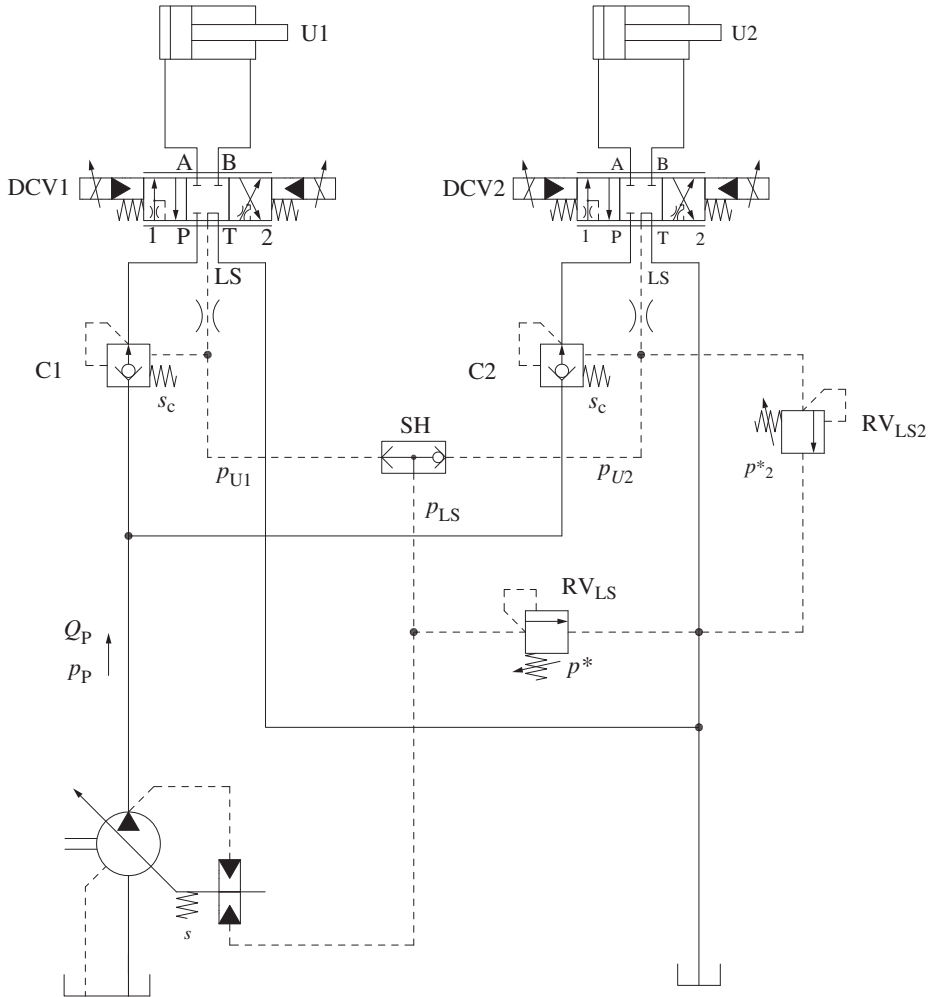 U1
U2
A B
A B
DCV1
DCV2
1 P T 2
1 P T 2
LS
LS
C1
C2
s_c
s_c
SH
RV_LS2
p*_2
p_U1
p_U2
p_LS
RV_LS
Q_P
p_P
p*
s